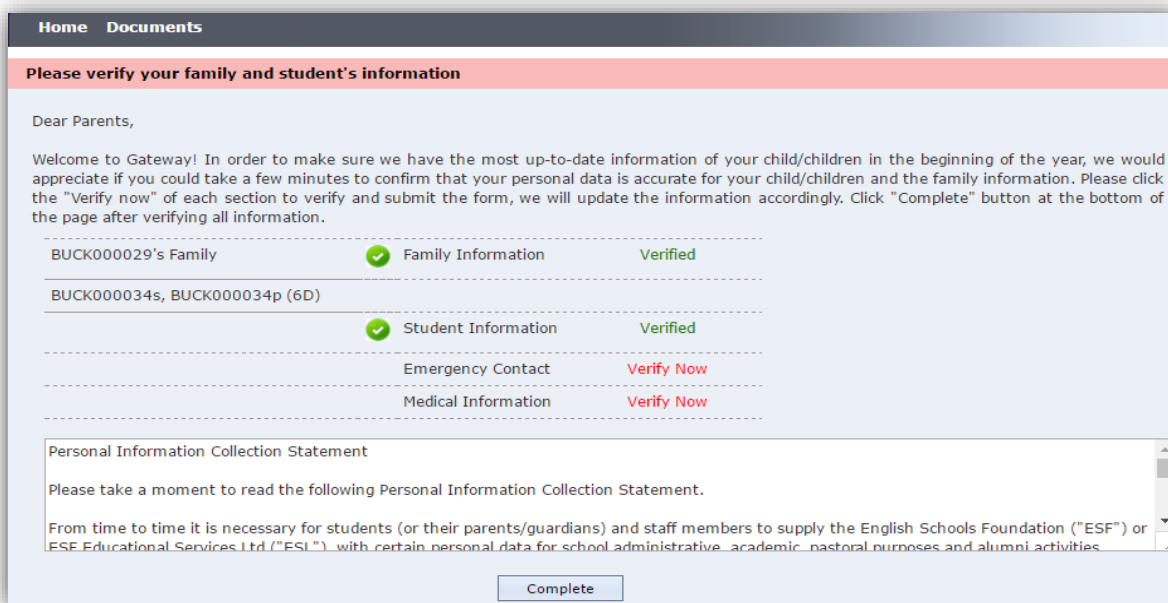 Home Documents
Please verify your family and student's information
Dear Parents,
Welcome to Gateway! In order to make sure we have the most up-to-date information of your child/children in the beginning of the year, we would
appreciate if you could take a few minutes to confirm that your personal data is accurate for your child/children and the family information. Please click
the "Verify now" of each section to verify and submit the form, we will update the information accordingly. Click "Complete" button at the bottom of
the page after verifying all information.
BUCK000029's Family Family Information Verified
BUCK000034s, BUCK000034p (6D)
Student Information Verified
Emergency Contact Verify Now
Medical Information Verify Now
Personal Information Collection Statement
Please take a moment to read the following Personal Information Collection Statement.
From time to time it is necessary for students (or their parents/guardians) and staff members to supply the English Schools Foundation ("ESF") or
ESF Educational Services Ltd ("ESL"), with certain personal data for school administrative, academic, pastoral purposes and alumni activities
Complete